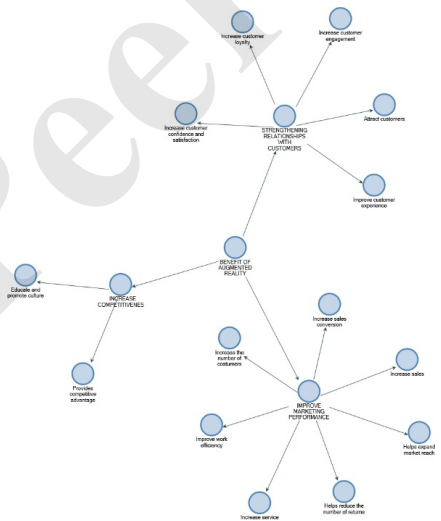 Increase customer
loyalty
Increase customer
engagement
Increase customer
confidence and
satisfaction
STRENGTHENING
RELATIONSHIPS
WITH
CUSTOMERS
Attract customers
Improve customer
experience
BENEFIT OF
AUGMENTED
REALITY
Educate and
promote culture
INCREASE
COMPETITIVENES
Provides
competitive
advantage
Increase sales
conversion
Increass the
number of
costumers
Increase sales
IMPROVE
MARKETING
PERFORMANCE
Improve work
efficiency
Helps expand
market reach
Increase service
Helps reduce the
number of returns